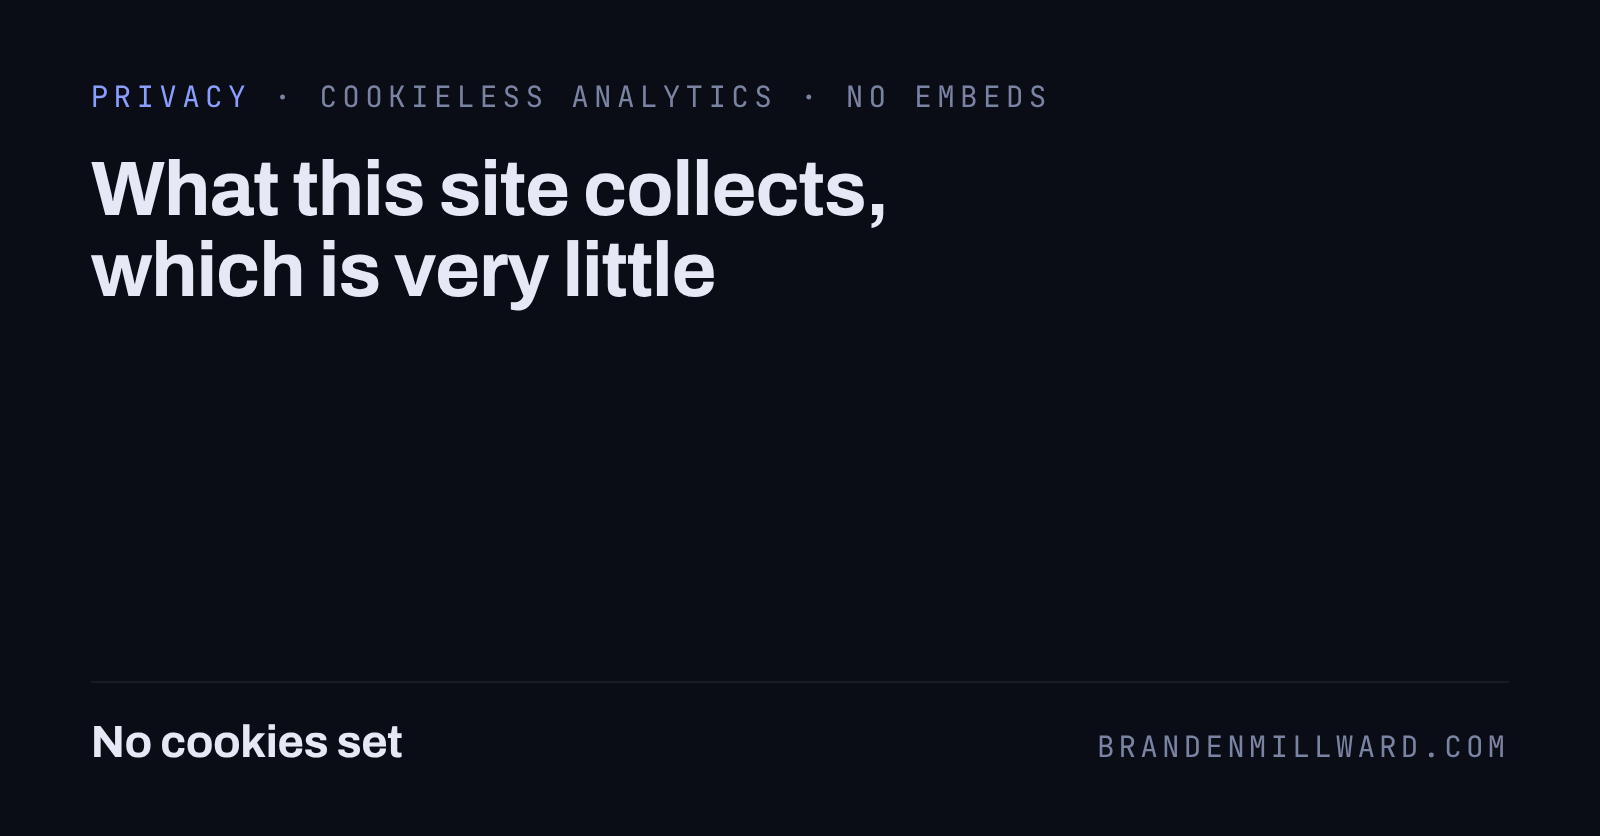 PRIVACY · COOKIELESS ANALYTICS · NO EMBEDS
What this site collects,
which is very little
No cookies set
BRANDENMILLWARD.COM